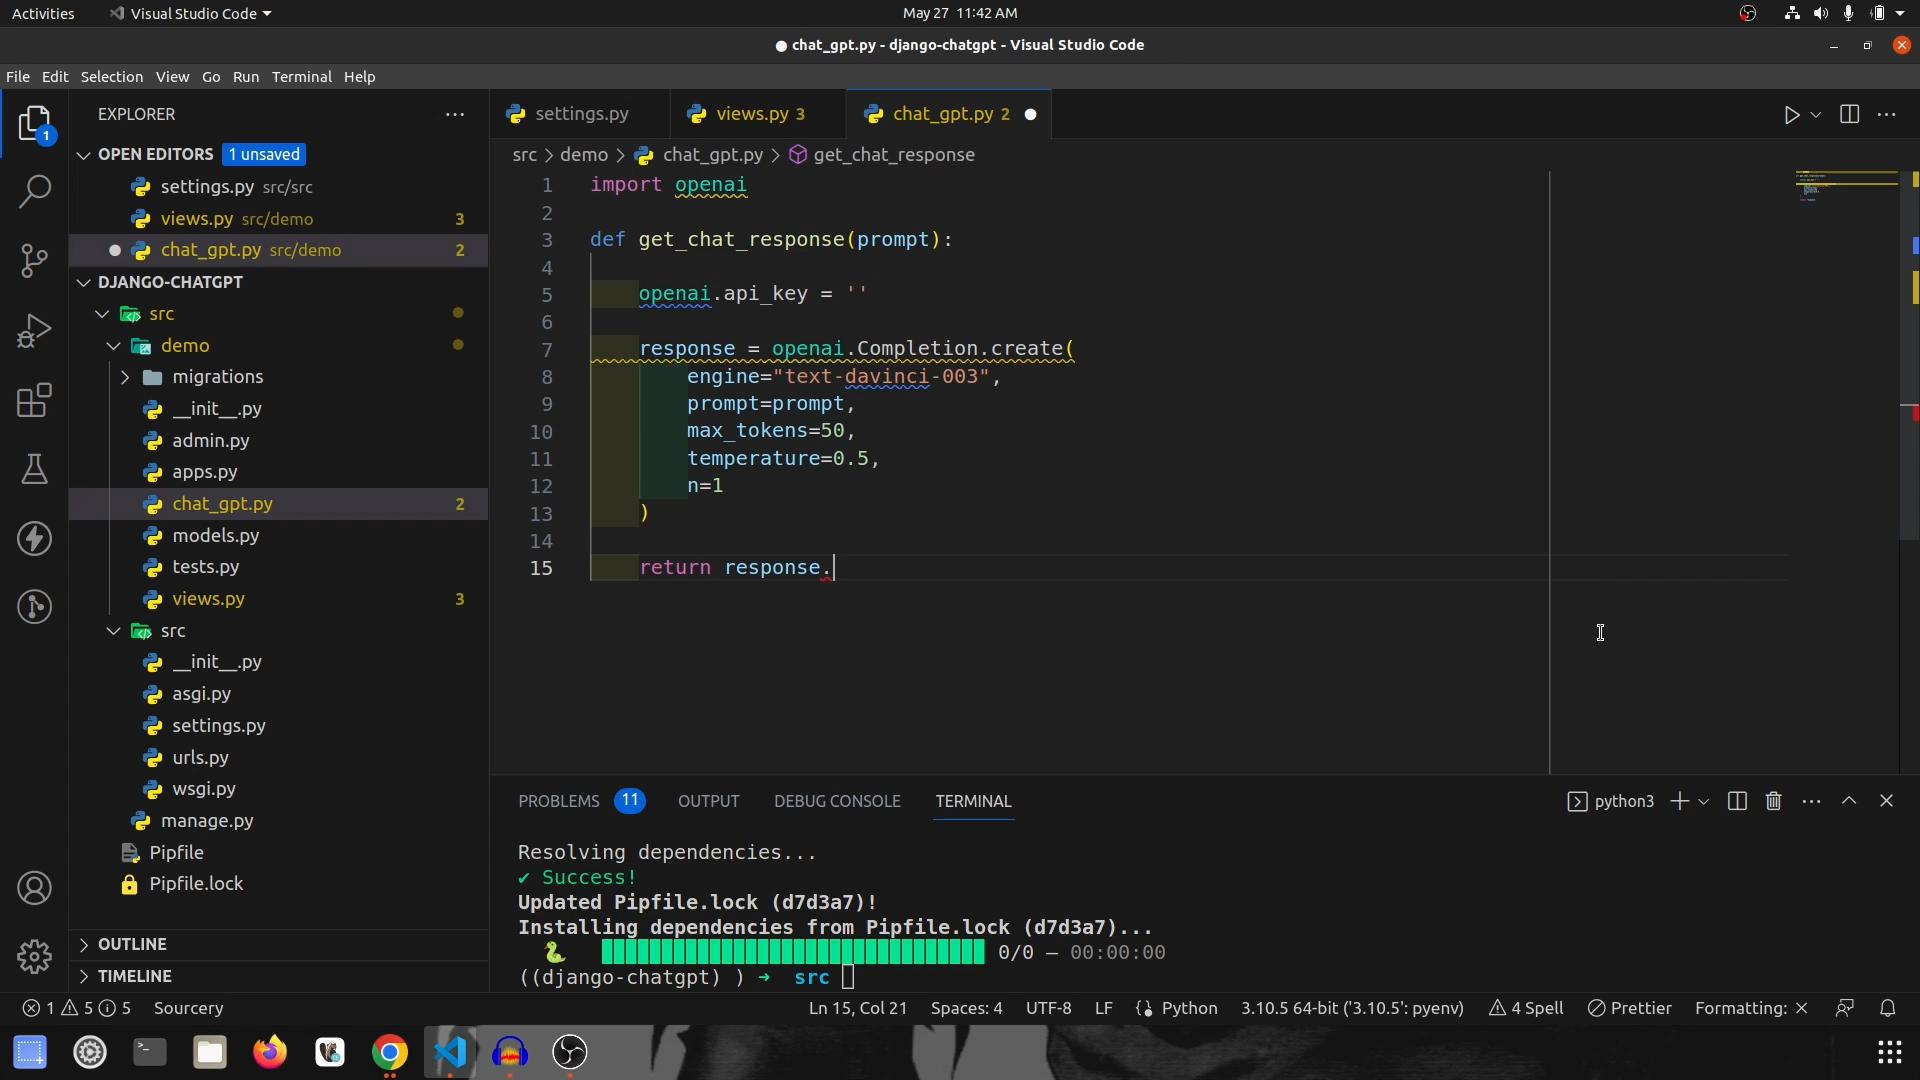 Activities
Visual Studio Code
May 27 11:42 AM
● chat_gpt.py - django-chatgpt - Visual Studio Code
File Edit Selection View Go Run Terminal Help
EXPLORER
OPEN EDITORS 1 unsaved
settings.py src/src
views.py src/demo 3
chat_gpt.py src/demo 2
DJANGO-CHATGPT
src
demo
migrations
__init__.py
admin.py
apps.py
chat_gpt.py 2
models.py
tests.py
views.py 3
src
__init__.py
asgi.py
settings.py
urls.py
wsgi.py
manage.py
Pipfile
Pipfile.lock
OUTLINE
TIMELINE
1
settings.py
views.py 3
chat_gpt.py 2
src > demo > chat_gpt.py > get_chat_response
1 import openai
2
3 def get_chat_response(prompt):
4
5 openai.api_key = ''
6
7 response = openai.Completion.create(
8 engine="text-davinci-003",
9 prompt=prompt,
10 max_tokens=50,
11 temperature=0.5,
12 n=1
13 )
14
15 return response.
PROBLEMS 11 OUTPUT DEBUG CONSOLE TERMINAL
python3
Resolving dependencies...
✔ Success!
Updated Pipfile.lock (d7d3a7)!
Installing dependencies from Pipfile.lock (d7d3a7)...
0/0 — 00:00:00
((django-chatgpt) ) ➜ src
1 5 5 Sourcery
Ln 15, Col 21 Spaces: 4 UTF-8 LF Python 3.10.5 64-bit ('3.10.5': pyenv) 4 Spell Prettier Formatting: ×